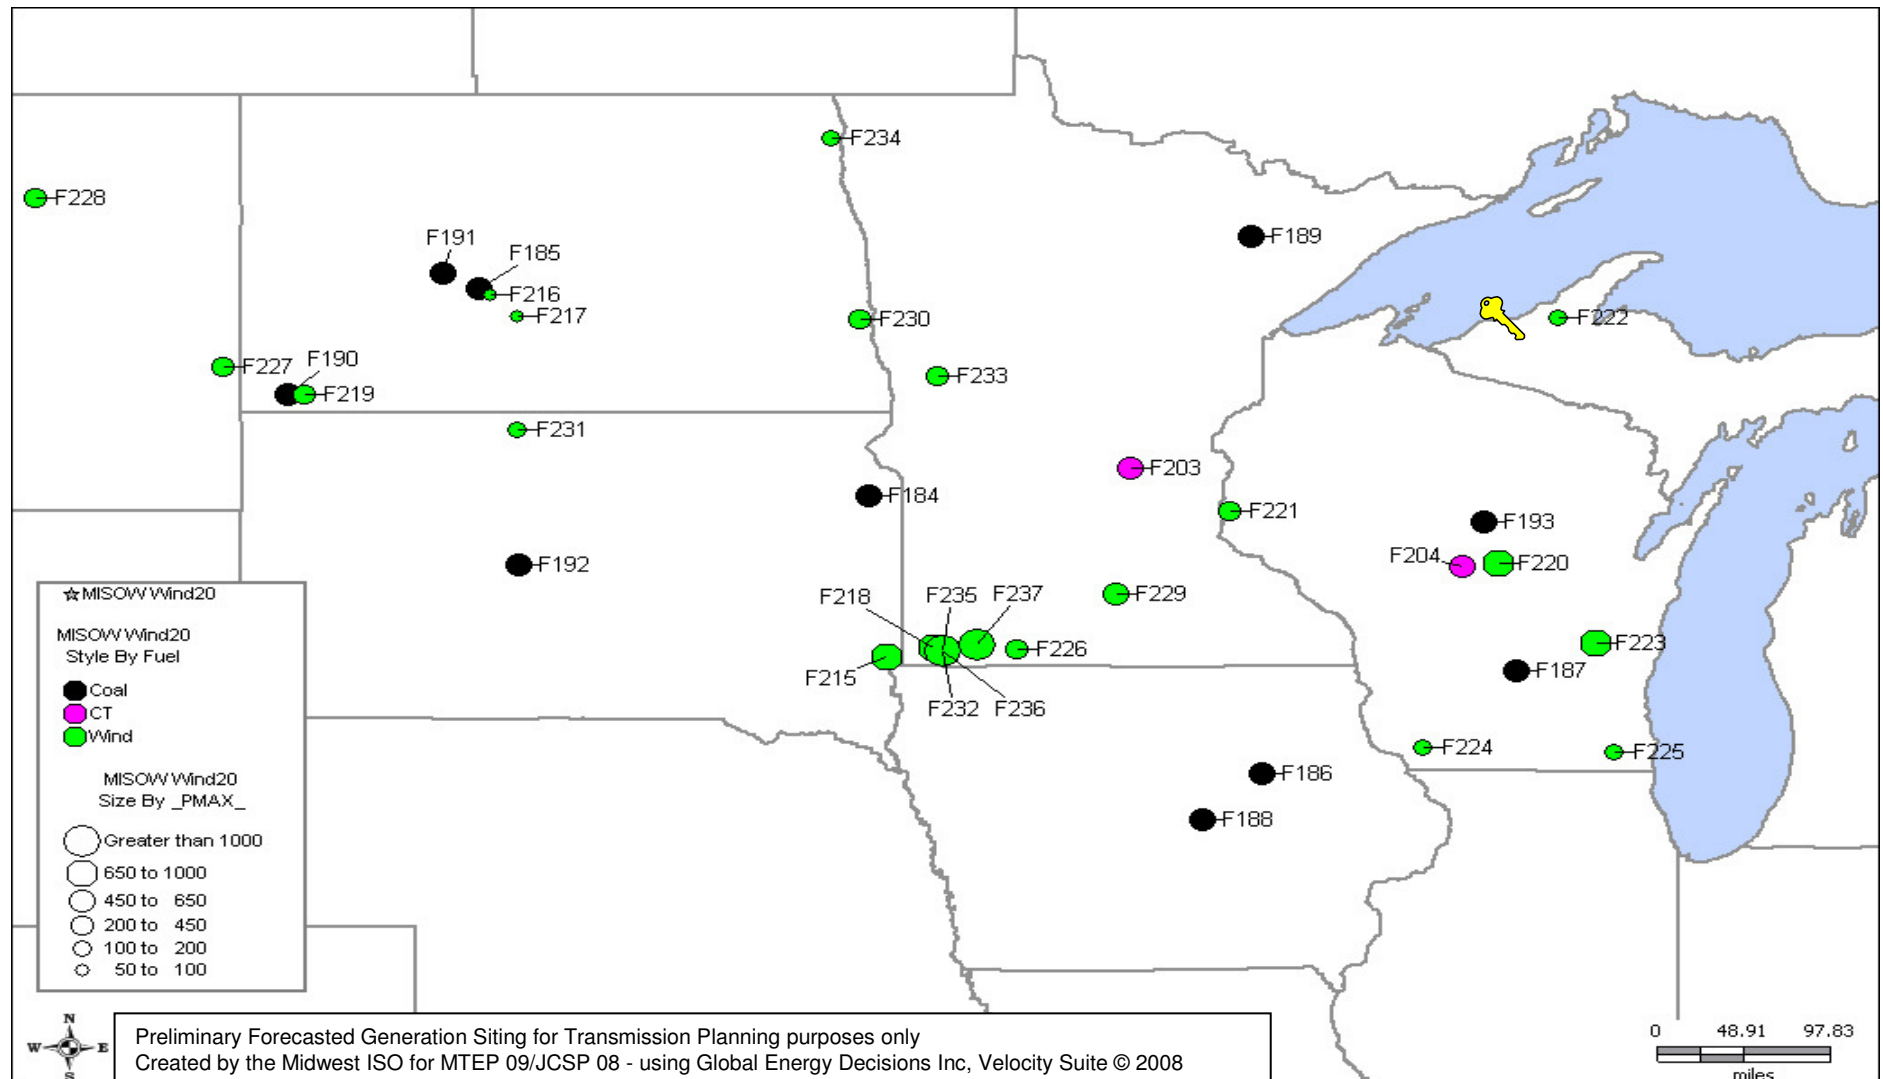 F234
F228
F191
F185
F189
F216
F217
F230
F222
F227
F190
F219
F233
F231
F203
F184
F221
F193
F204
F220
F192
F218
F235
F237
F229
F215
F226
F223
F187
F232
F236
F224
F225
F186
F188
MISOW Wind20
MISOW Wind20
Style By Fuel
Coal
CT
Wind
MISOW Wind20
Size By _PMAX_
Greater than 1000
650 to 1000
450 to 650
200 to 450
100 to 200
50 to 100
N
W E
S
Preliminary Forecasted Generation Siting for Transmission Planning purposes only
Created by the Midwest ISO for MTEP 09/JCSP 08 - using Global Energy Decisions Inc, Velocity Suite © 2008
0 48.91 97.83
miles